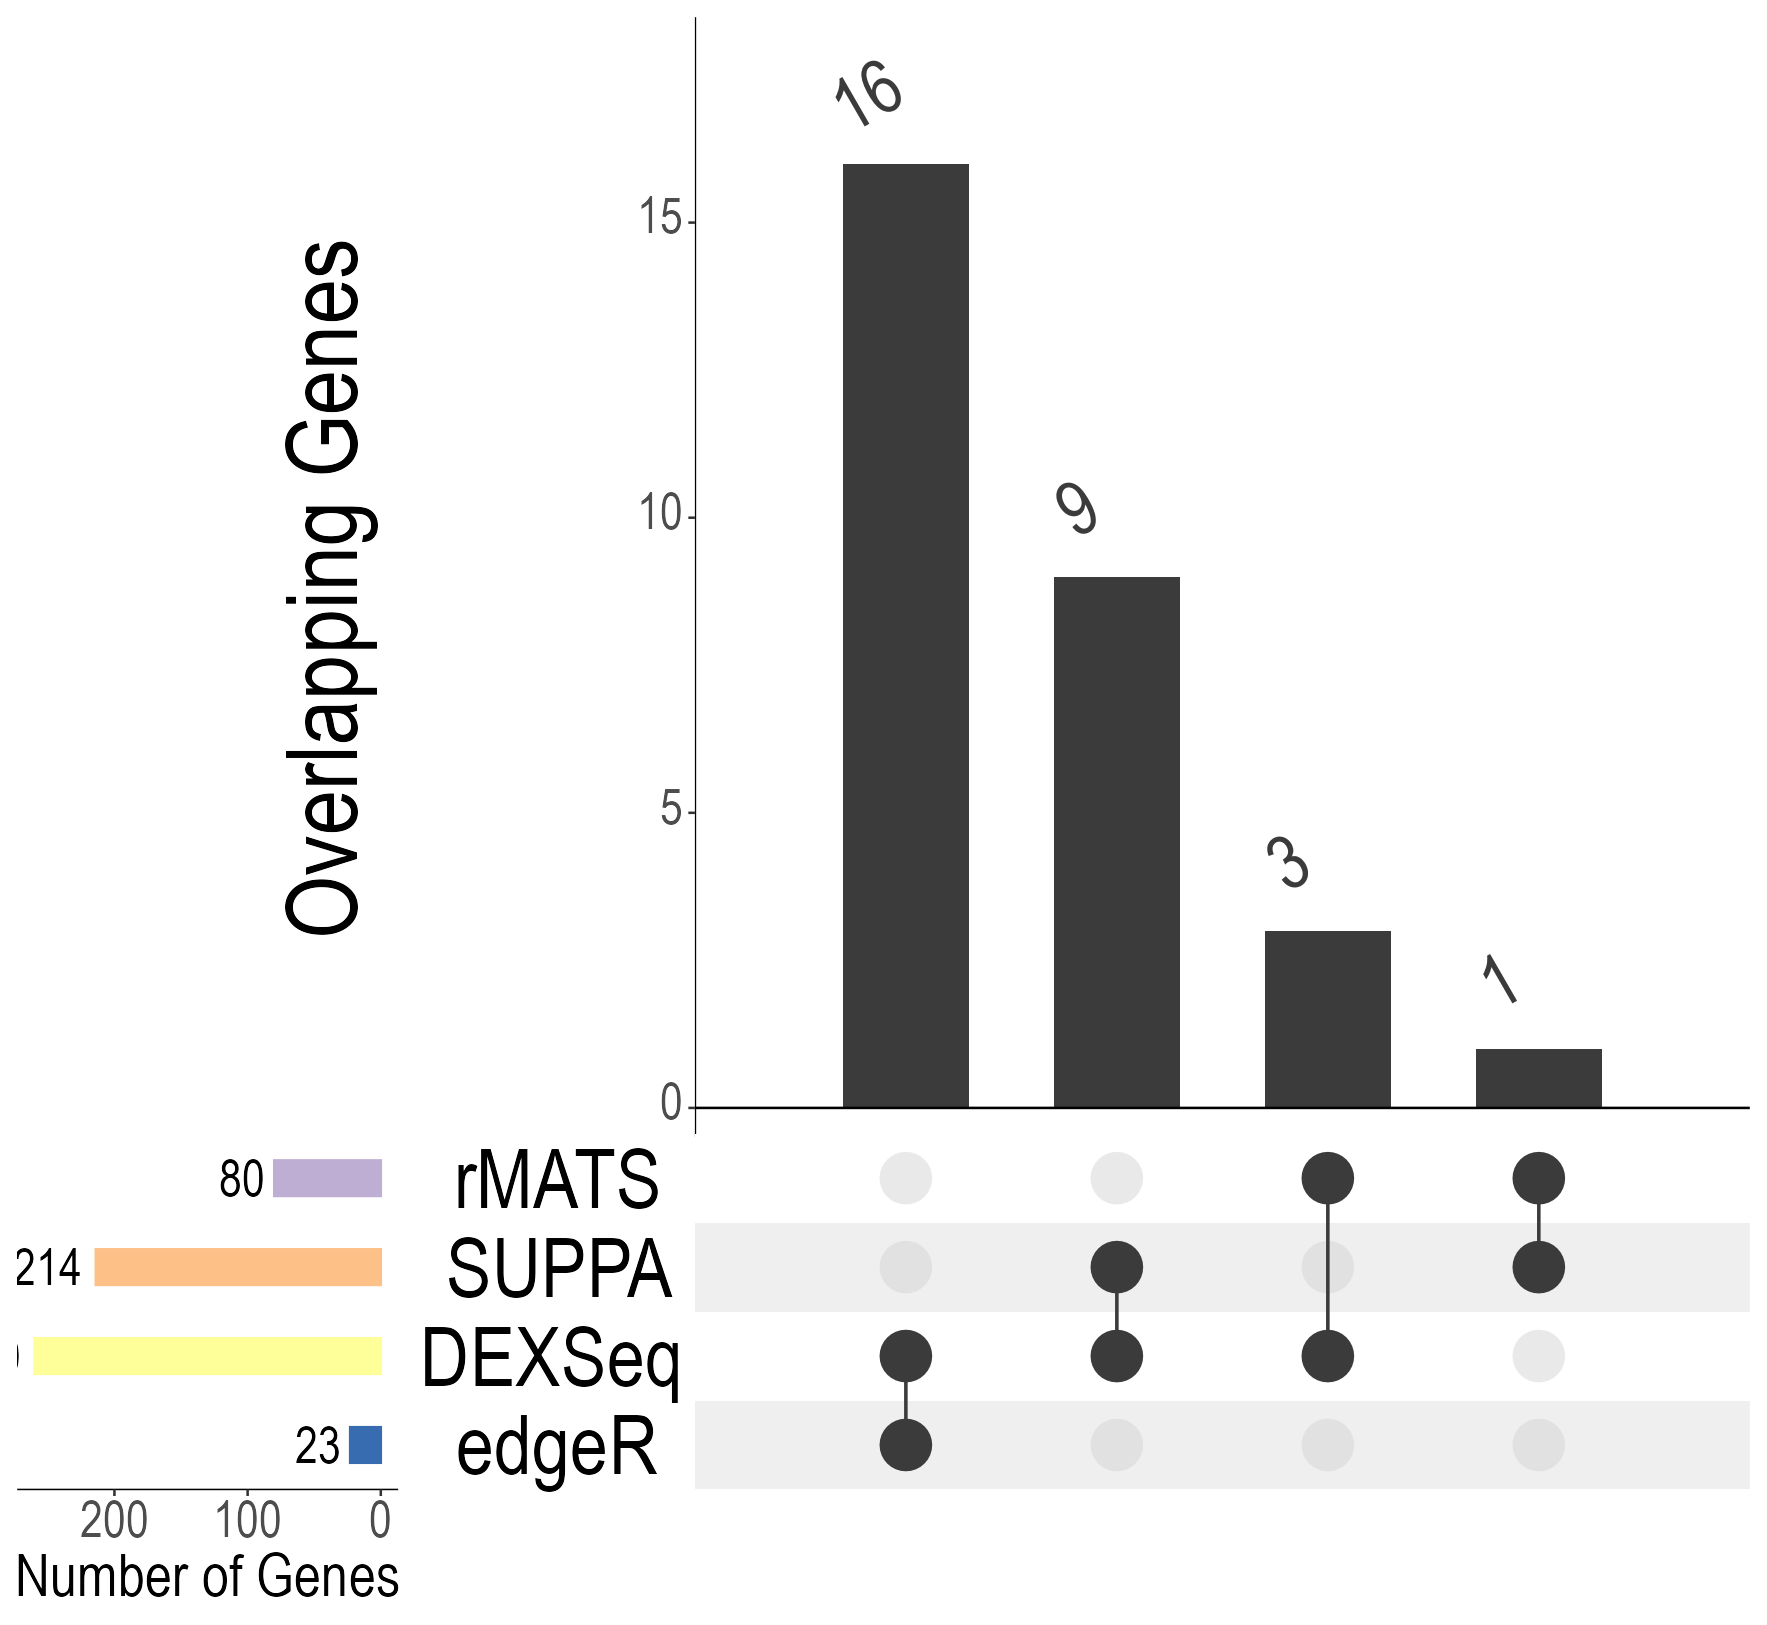 Overlapping Genes
15
10
5
0
16
9
3
1
80
214
23
rMATS
SUPPA
DEXSeq
edgeR
200 100 0
Number of Genes